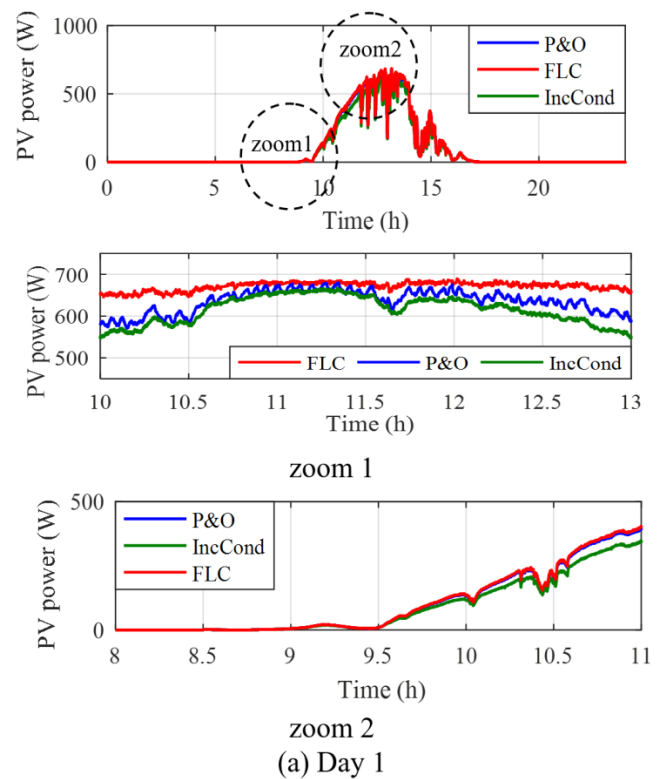 1000
500
0
PV power (W)
zoom2
zoom1
P&O
FLC
IncCond
0 5 10 15 20
Time (h)
700
600
500
PV power (W)
FLC P&O IncCond
10 10.5 11 11.5 12 12.5 13
Time (h)
zoom 1
500
0
PV power (W)
P&O
IncCond
FLC
8 8.5 9 9.5 10 10.5 11
Time (h)
zoom 2
(a) Day 1